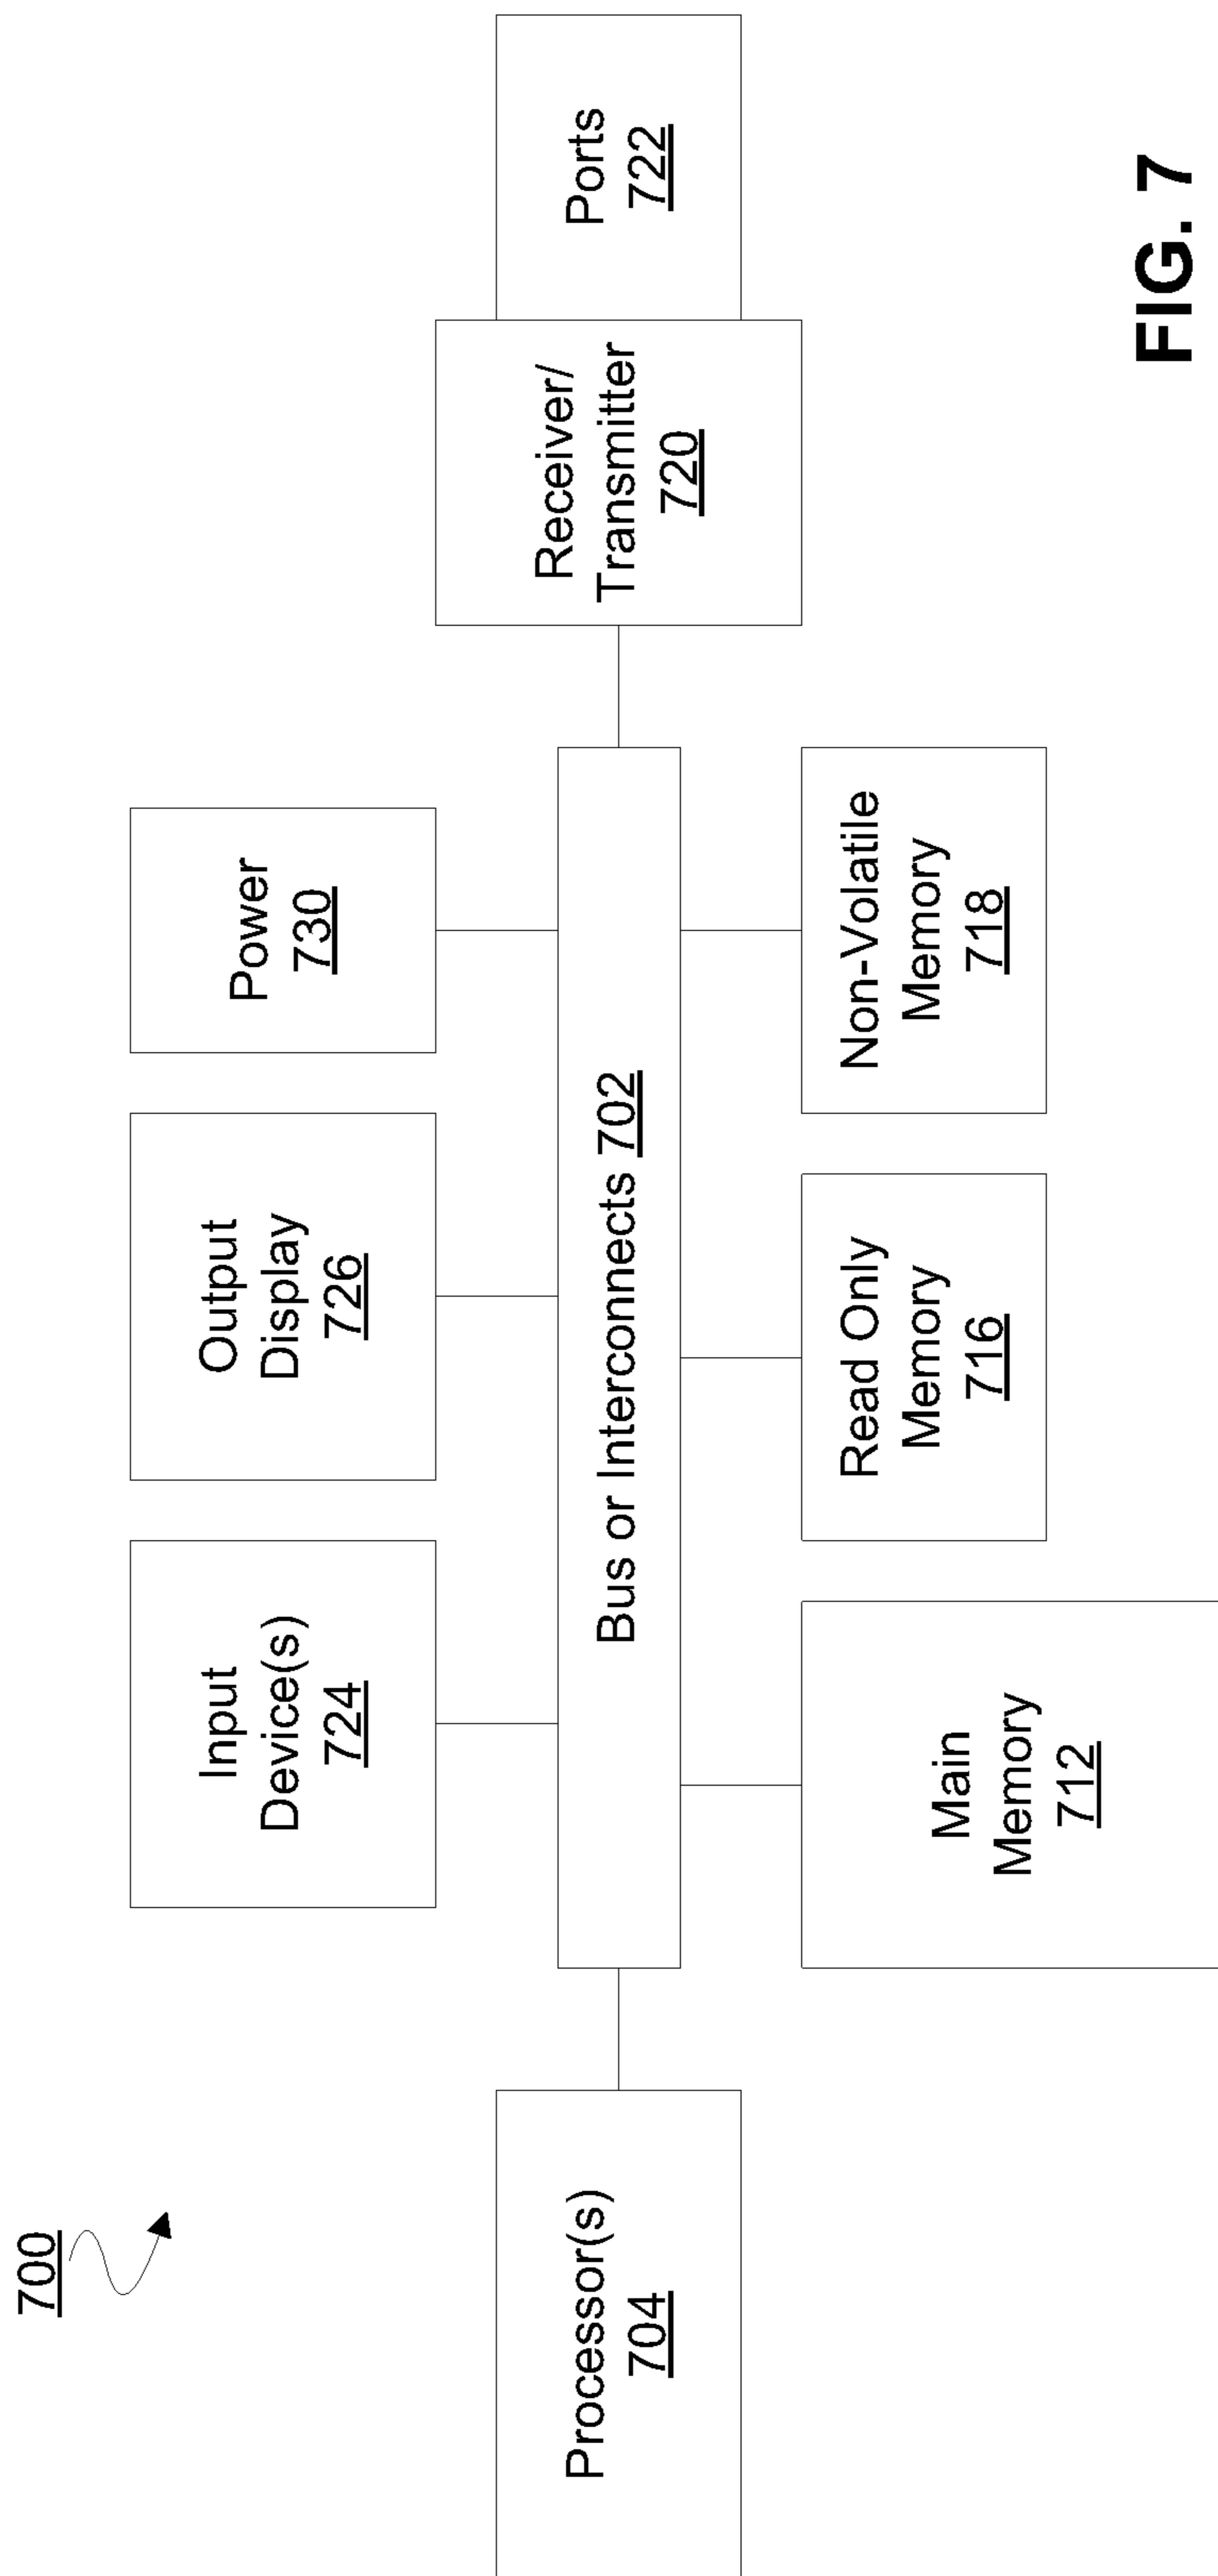 700
Input
Device(s)
724
Output
Display
726
Power
730
Processor(s)
704
Bus or Interconnects 702
Receiver/
Transmitter
720
Ports
722
Main
Memory
712
Read Only
Memory
716
Non-Volatile
Memory
718
FIG. 7